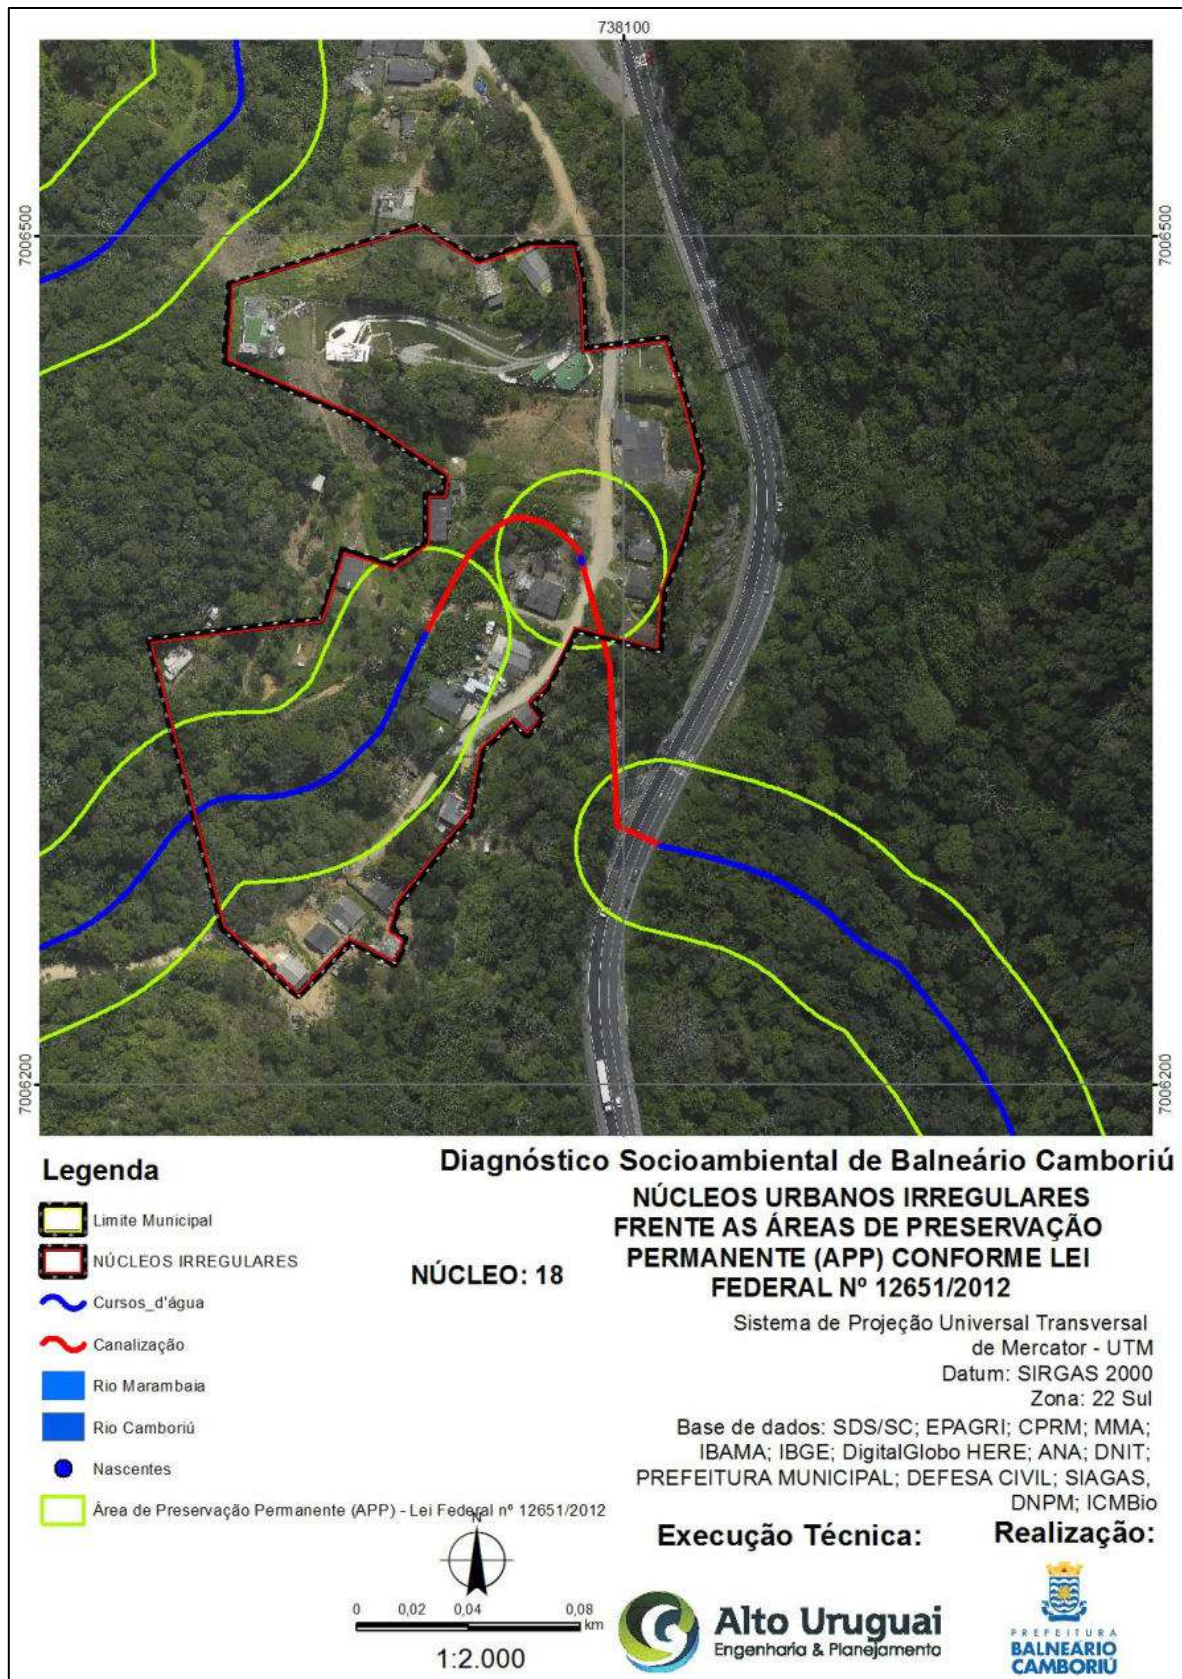 738100
7006500
7006500
7006200
7006200
Legenda
Limite Municipal
NÚCLEOS IRREGULARES
Cursos_d'água
Canalização
Rio Marambaia
Rio Camboriú
Nascentes
Área de Preservação Permanente (APP) - Lei Federal nº 12651/2012
Diagnóstico Socioambiental de Balneário Camboriú
NÚCLEO: 18
NÚCLEOS URBANOS IRREGULARES
FRENTE AS ÁREAS DE PRESERVAÇÃO
PERMANENTE (APP) CONFORME LEI
FEDERAL Nº 12651/2012
Sistema de Projeção Universal Transversal
de Mercator - UTM
Datum: SIRGAS 2000
Zona: 22 Sul
Base de dados: SDS/SC; EPAGRI; CPRM; MMA;
IBAMA; IBGE; DigitalGlobo HERE; ANA; DNIT;
PREFEITURA MUNICIPAL; DEFESA CIVIL; SIAGAS,
DNPM; ICMBio
N
0 0,02 0,04 0,08
km
1:2.000
Execução Técnica:
Alto Uruguai
Engenharia & Planejamento
Realização:
PREFEITURA
BALNEÁRIO
CAMBORIÚ